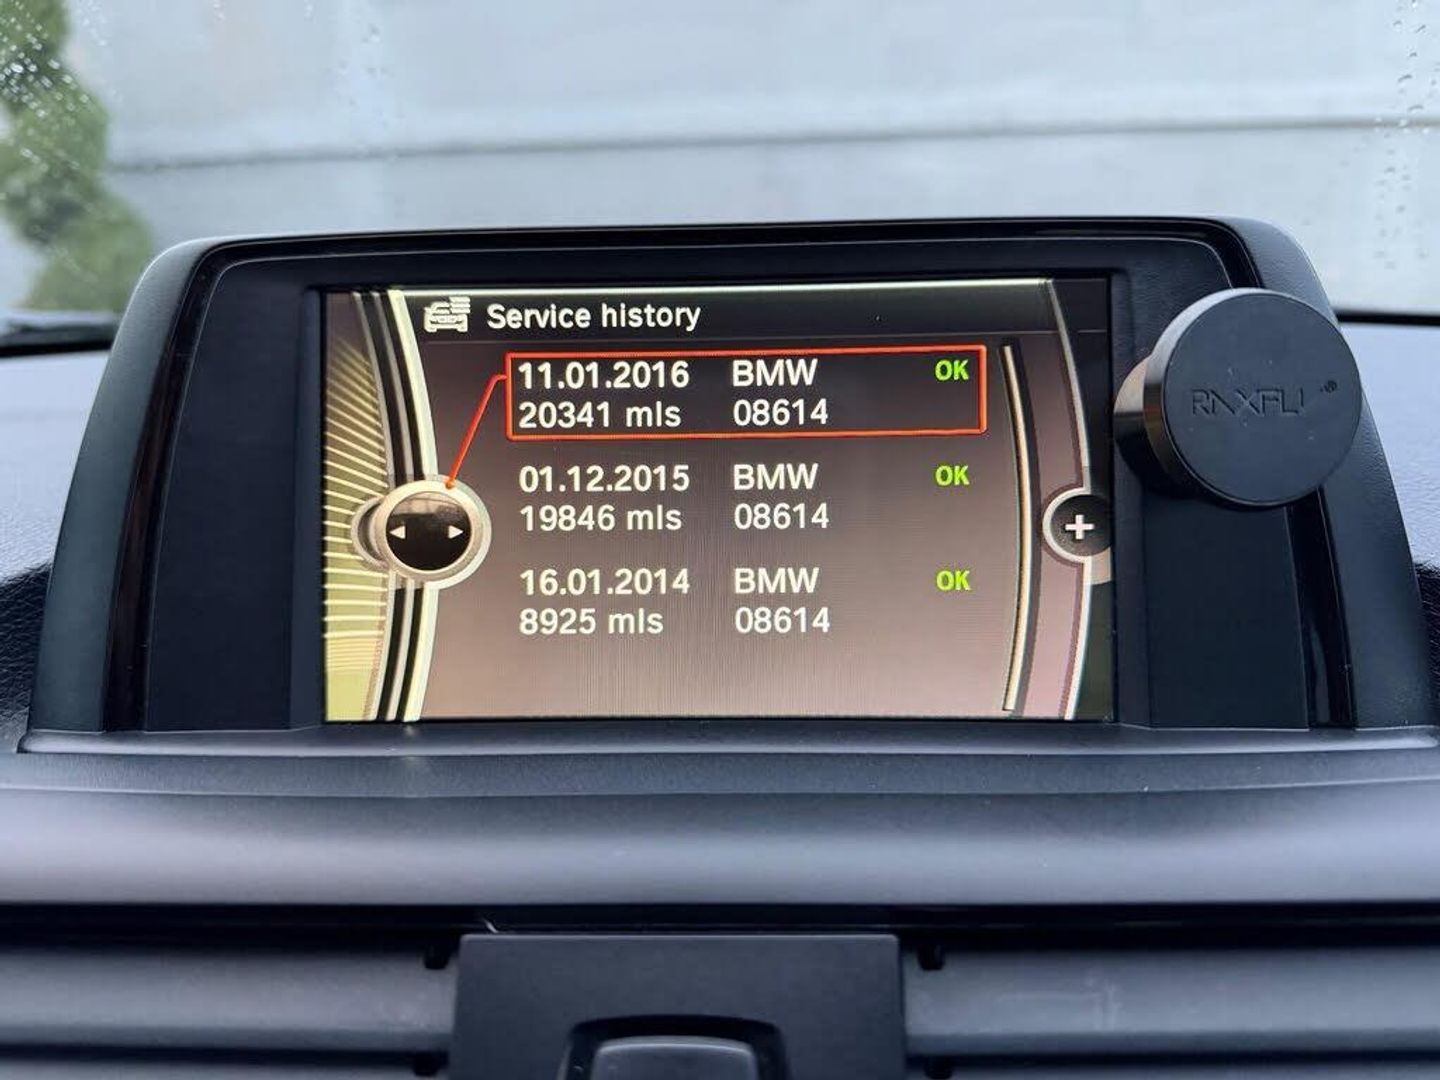 Service history
11.01.2016 BMW OK
20341 mls 08614
01.12.2015 BMW OK
19846 mls 08614
16.01.2014 BMW OK
8925 mls 08614
+